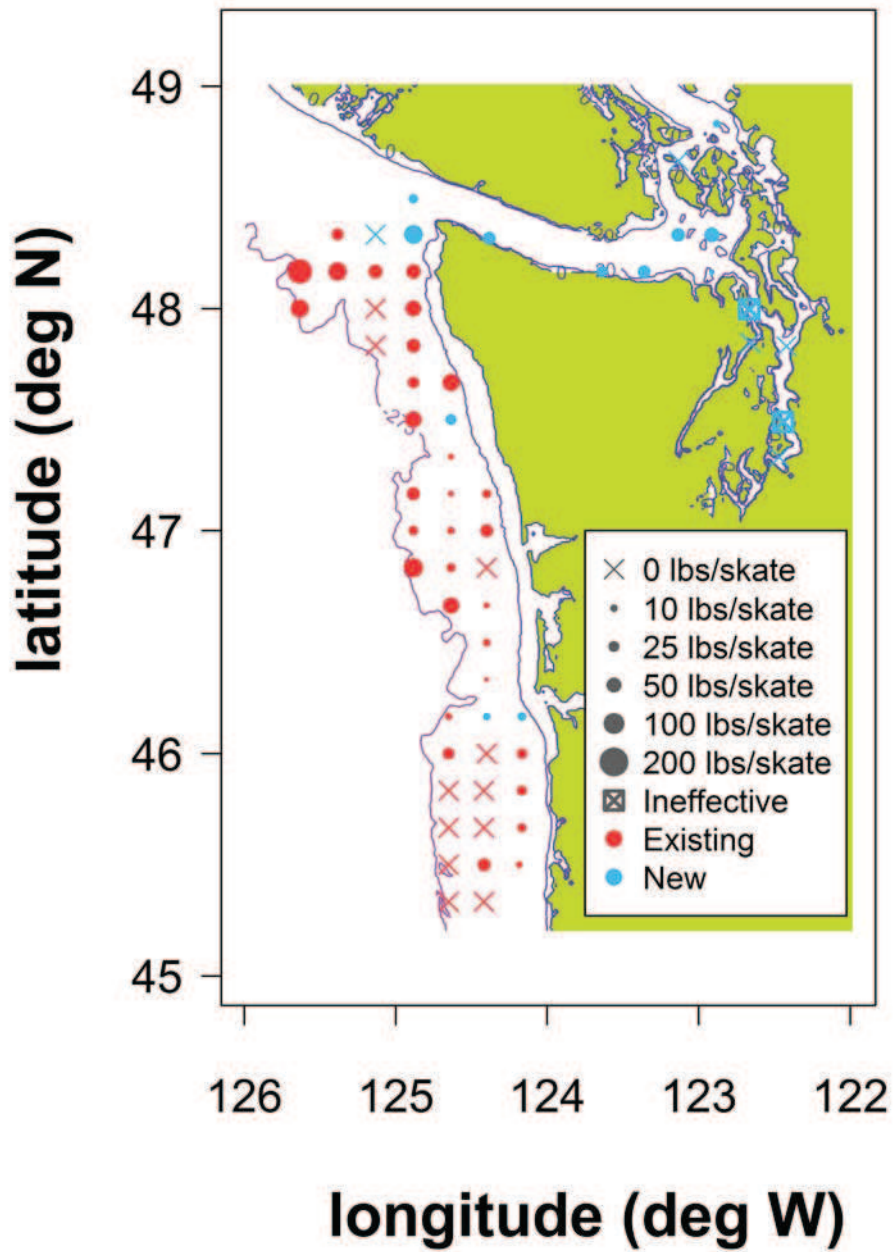 latitude (deg N)
49
48
47
46
45
0 lbs/skate
10 lbs/skate
25 lbs/skate
50 lbs/skate
100 lbs/skate
200 lbs/skate
Ineffective
Existing
New
126
125
124
123
122
longitude (deg W)